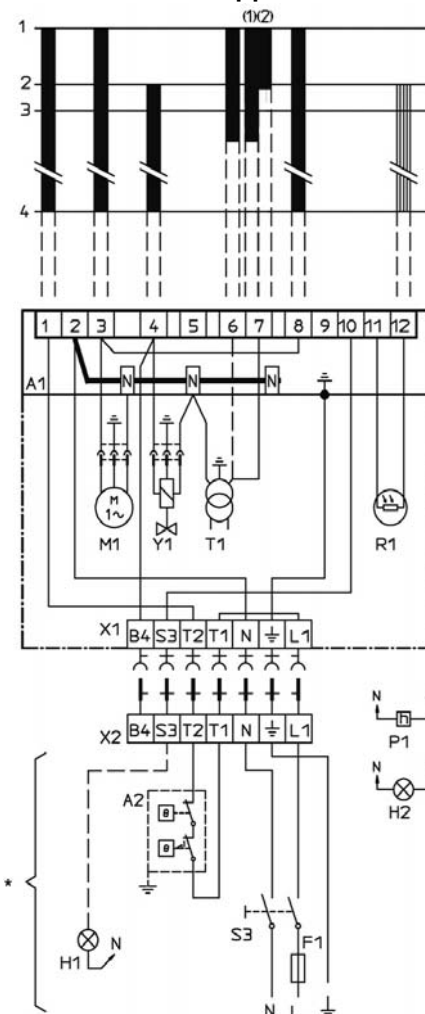 (1)(2)
1
2
3
4
1 2 3 4 5 6 7 8 9 10 11 12
N N N
A1
M
1~
M1 Y1 T1 R1
X1 B4 S3 T2 T1 N L1
X2 B4 S3 T2 T1 N L1
N
P1
N
H2
A2
θ
θ
*
N
H1
S3
F1
N L